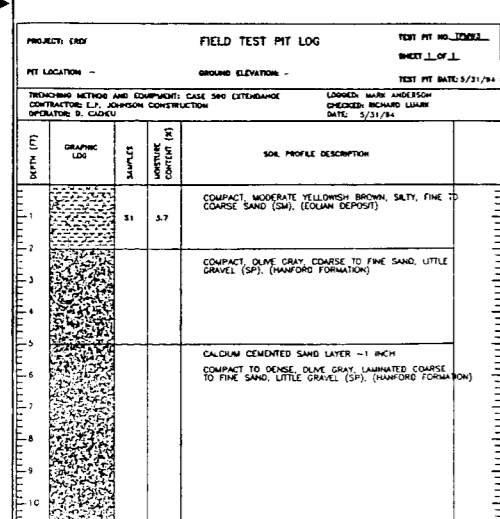 PROJECT: ERDF
FIELD TEST PIT LOG
TEST PIT NO.
SHEET 1 OF 1
PIT LOCATION -
GROUND ELEVATION: -
TEST PIT DATE: 5/31/94
TRENCHING METHOD AND EQUIPMENT: CASE 580 EXTENDAHOE
CONTRACTOR: E.P. JOHNSON CONSTRUCTION
OPERATOR: D.
LOGGED: MARK ANDERSON
CHECKED: RICHARD LUARK
DATE: 5/31/94
DEPTH (FT)
GRAPHIC LOG
SAMPLES
MOISTURE CONTENT (%)
SOIL PROFILE DESCRIPTION
COMPACT, MODERATE YELLOWISH BROWN, SILTY, FINE TO
COARSE SAND (SM). (EOLIAN DEPOSIT)
1
S1
3.7
2
COMPACT, OLIVE GRAY, COARSE TO FINE SAND, LITTLE
GRAVEL (SP). (HANFORD FORMATION)
3
4
5
CALCIUM CEMENTED SAND LAYER ~1 INCH
COMPACT TO DENSE, OLIVE GRAY, LAMINATED COARSE
TO FINE SAND, LITTLE GRAVEL (SP). (HANFORD FORMATION)
6
7
8
9
10